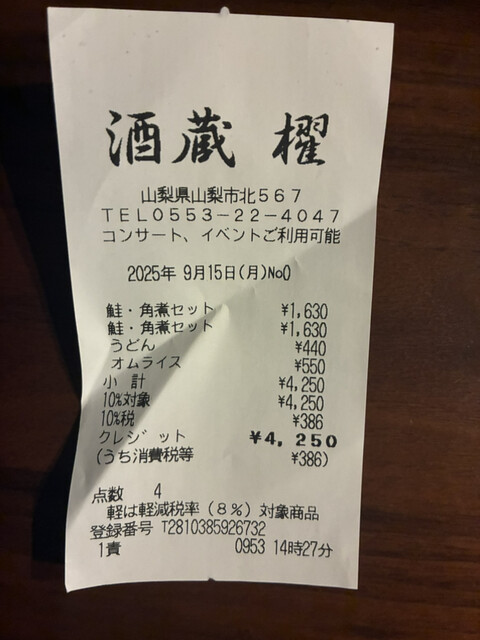 酒蔵 櫂
山梨県山梨市北567
TEL0553-22-4047
コンサート、イベントご利用可能
2025年 9月15日(月)No0
鮭・角煮セット ¥1,630
鮭・角煮セット ¥1,630
うどん ¥440
オムライス ¥550
小 計 ¥4,250
10%対象 ¥4,250
10%税 ¥386
クレジット ¥4,250
(うち消費税等 ¥386)
点数 4
軽は軽減税率(8%)対象商品
登録番号 T2810385926732
1責 0953 14時27分